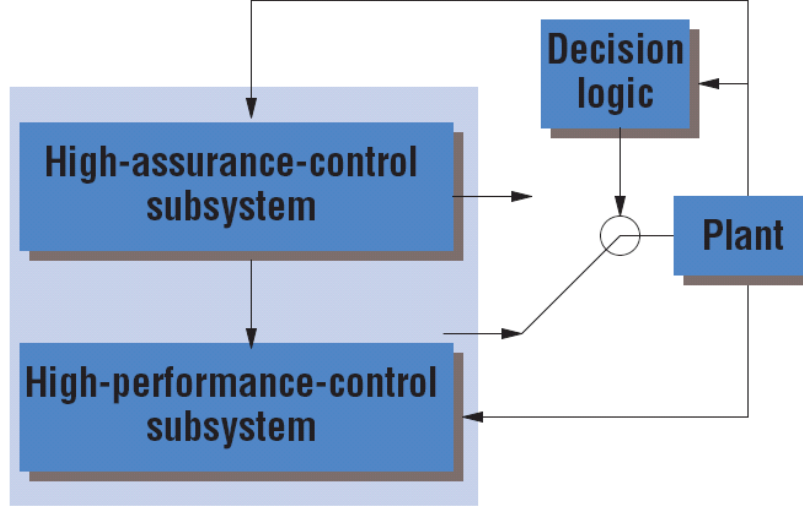 Decision
logic
High-assurance-control
subsystem
Plant
High-performance-control
subsystem